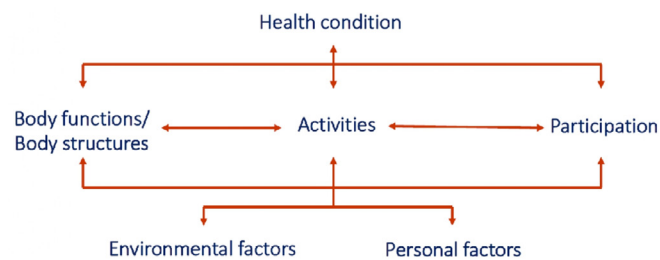 Health condition
Body functions/
Body structures
Activities
Participation
Environmental factors
Personal factors